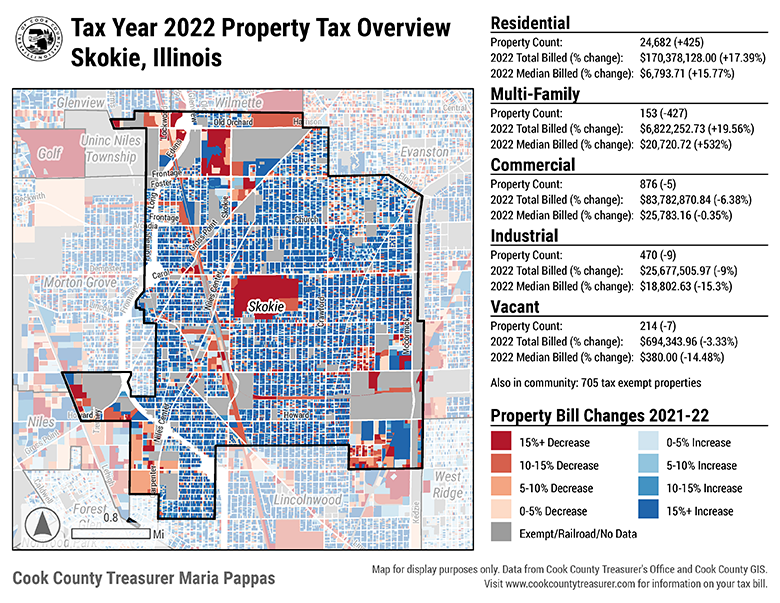 Tax Year 2022 Property Tax Overview
Skokie, Illinois
Residential
Property Count: 24,682 (+425)
2022 Total Billed (% change): $170,378,128.00 (+17.39%)
2022 Median Billed (% change): $6,793.71 (+15.77%)
Multi-Family
Property Count: 153 (-427)
2022 Total Billed (% change): $6,822,252.73 (+19.56%)
2022 Median Billed (% change): $20,720.72 (+532%)
Commercial
Property Count: 876 (-5)
2022 Total Billed (% change): $83,782,870.84 (-6.38%)
2022 Median Billed (% change): $25,783.16 (-0.35%)
Industrial
Property Count: 470 (-9)
2022 Total Billed (% change): $25,677,505.97 (-9%)
2022 Median Billed (% change): $18,802.63 (-15.3%)
Vacant
Property Count: 214 (-7)
2022 Total Billed (% change): $694,343.96 (-3.33%)
2022 Median Billed (% change): $380.00 (-14.48%)
Also in community: 705 tax exempt properties
Property Bill Changes 2021-22
15%+ Decrease
10-15% Decrease
5-10% Decrease
0-5% Decrease
Exempt/Railroad/No Data
0-5% Increase
5-10% Increase
10-15% Increase
15%+ Increase
Glenview
Wilmette
Central
Old Orchard
Golf
Uninc Niles
Township
Evanston
Frontage
Foster
Frontage
Church
Gross Point
Morton Grove
Niles Center
Skokie
Niles
Howard
Niles Center
Lincolnwood
West
Ridge
Kedzie
Forest
0.8
Mi
Cook County Treasurer Maria Pappas
Map for display purposes only. Data from Cook County Treasurer's Office and Cook County GIS.
Visit www.cookcountytreasurer.com for information on your tax bill.